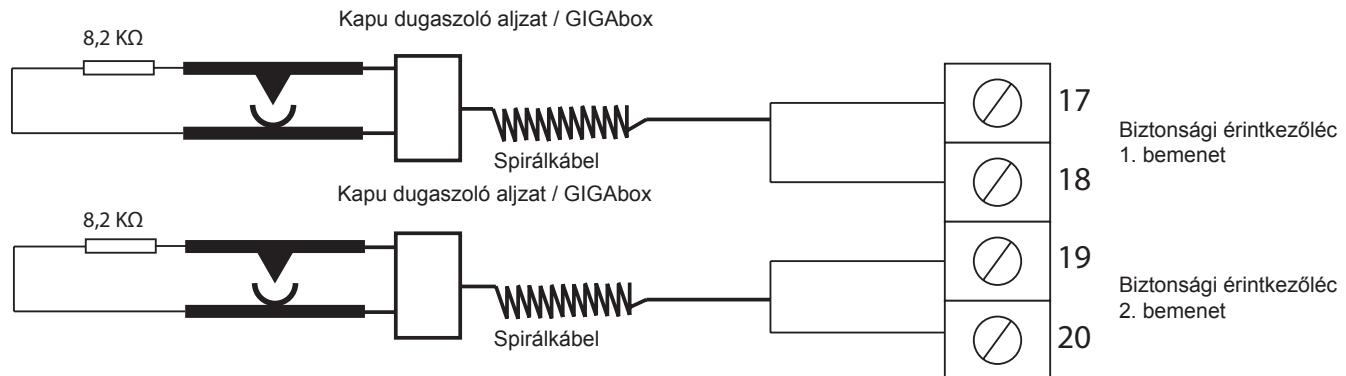 Kapu dugaszoló aljzat / GIGAbox
8,2 KΩ
17
Biztonsági érintkezőléc
1. bemenet
Spirálkábel
18
Kapu dugaszoló aljzat / GIGAbox
8,2 KΩ
19
Biztonsági érintkezőléc
2. bemenet
Spirálkábel
20